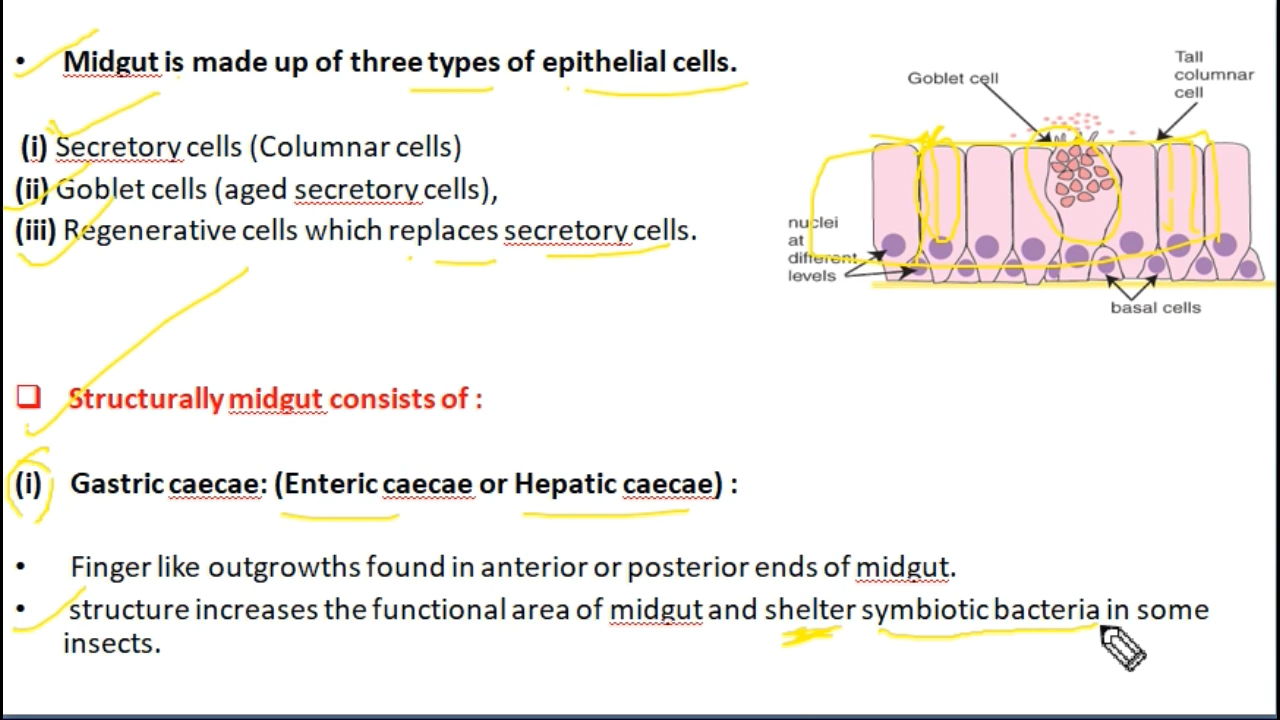 • Midgut is made up of three types of epithelial cells.
(i) Secretory cells (Columnar cells)
(ii) Goblet cells (aged secretory cells),
(iii) Regenerative cells which replaces secretory cells.
Goblet cell
Tall
columnar
cell
nuclei
at
different
levels
basal cells
❑ Structurally midgut consists of :
(i) Gastric caecae: (Enteric caecae or Hepatic caecae) :
• Finger like outgrowths found in anterior or posterior ends of midgut.
• structure increases the functional area of midgut and shelter symbiotic bacteria in some
insects.